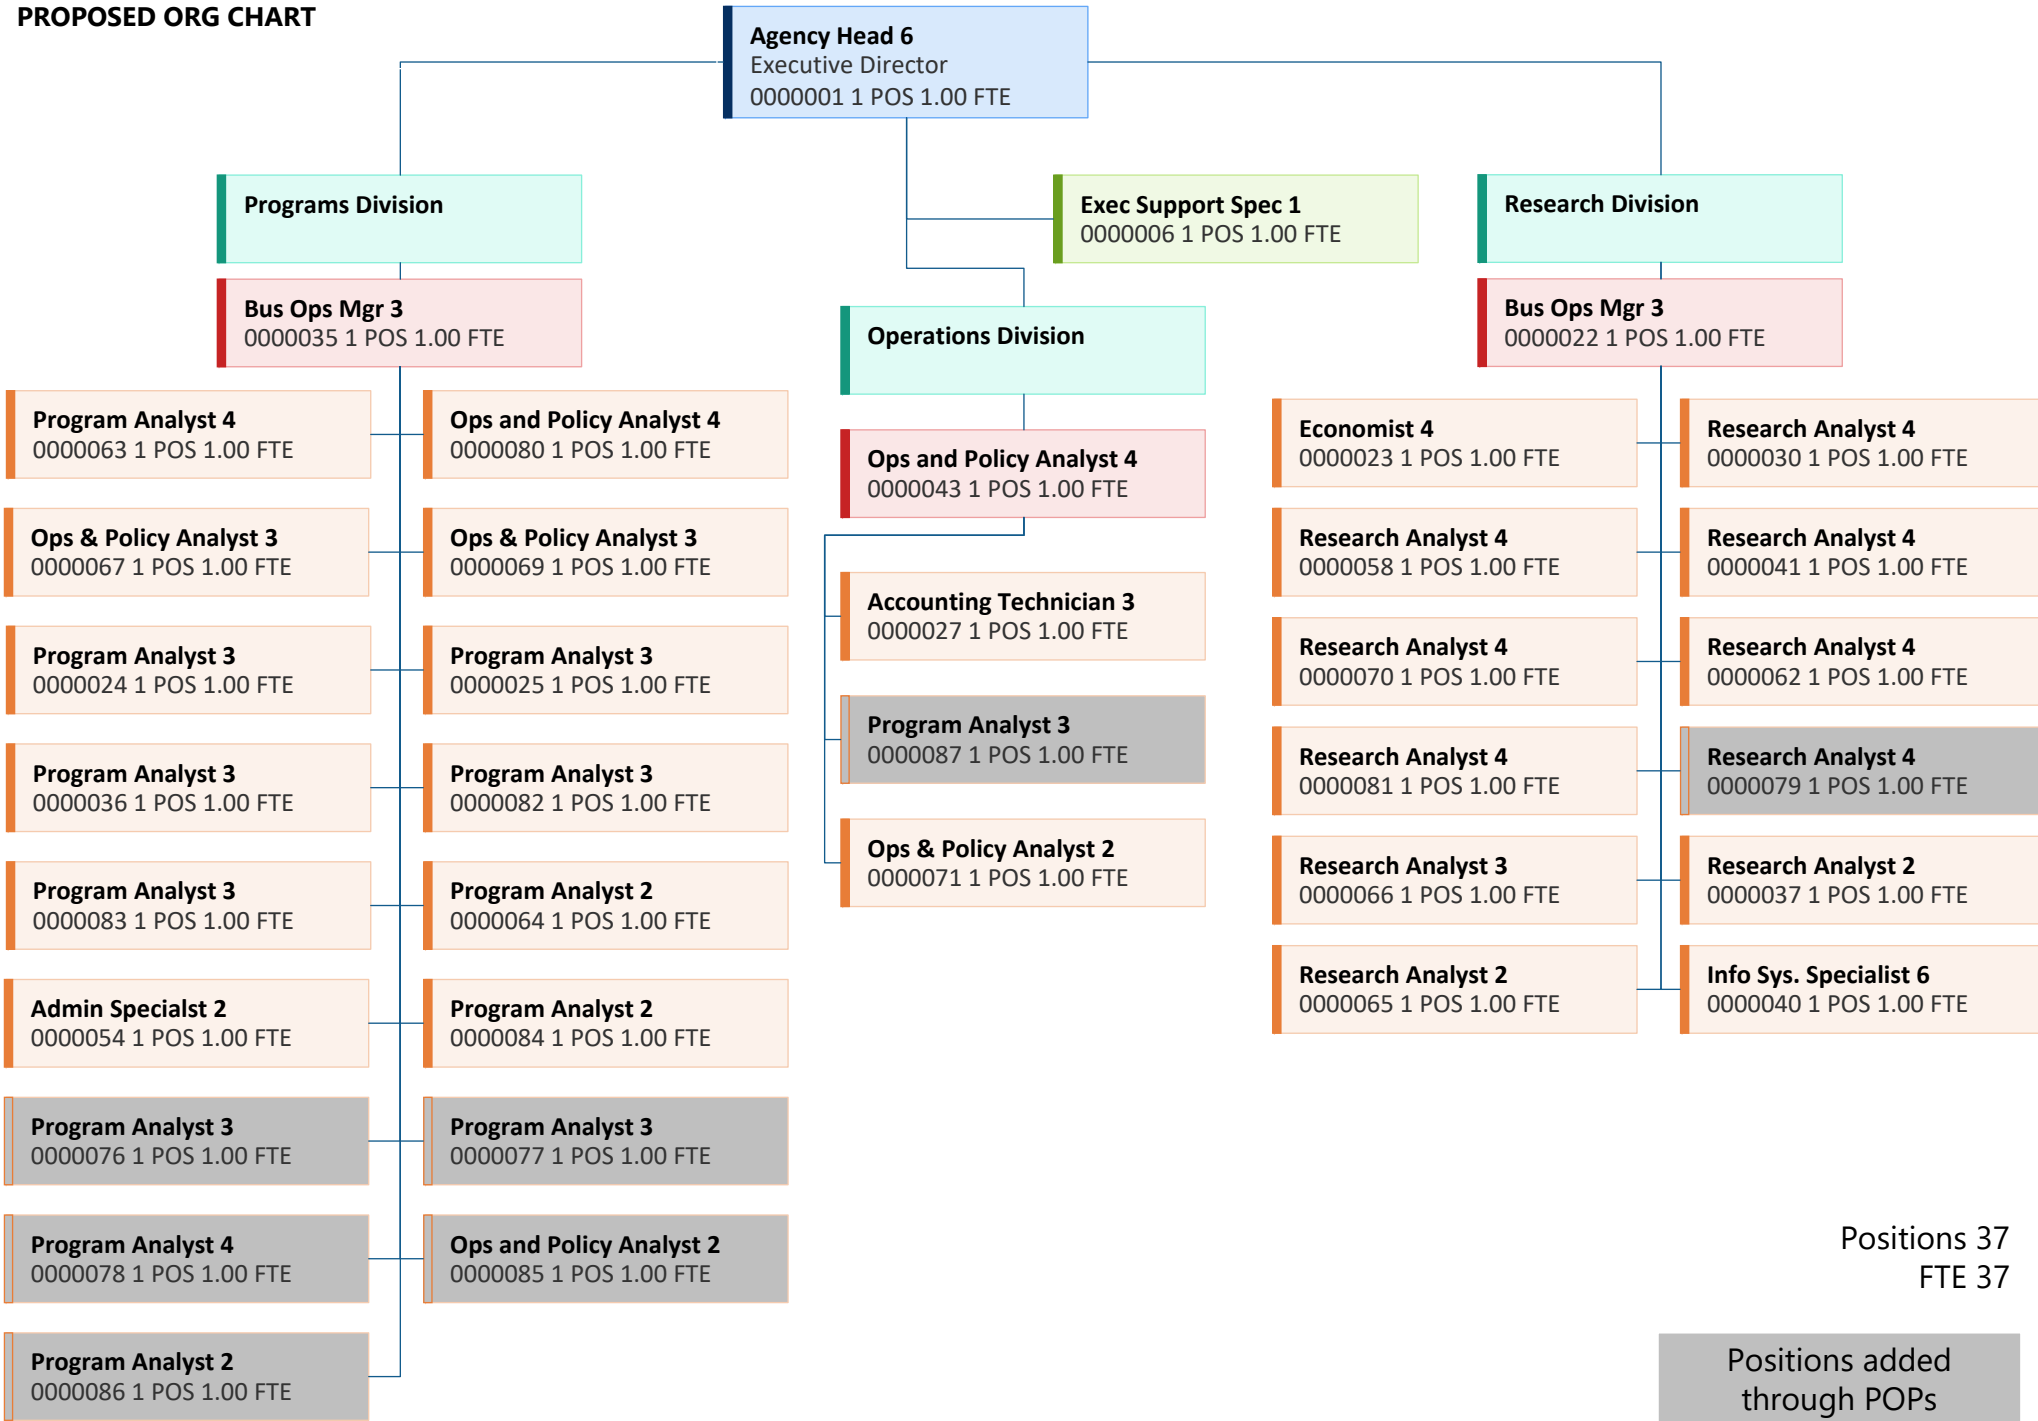 PROPOSED ORG CHART
Agency Head 6
Executive Director
0000001 1 POS 1.00 FTE
Programs Division
Exec Support Spec 1
0000006 1 POS 1.00 FTE
Research Division
Bus Ops Mgr 3
0000035 1 POS 1.00 FTE
Operations Division
Bus Ops Mgr 3
0000022 1 POS 1.00 FTE
Program Analyst 4
0000063 1 POS 1.00 FTE
Ops and Policy Analyst 4
0000080 1 POS 1.00 FTE
Ops & Policy Analyst 3
0000067 1 POS 1.00 FTE
Ops & Policy Analyst 3
0000069 1 POS 1.00 FTE
Program Analyst 3
0000024 1 POS 1.00 FTE
Program Analyst 3
0000025 1 POS 1.00 FTE
Program Analyst 3
0000036 1 POS 1.00 FTE
Program Analyst 3
0000082 1 POS 1.00 FTE
Program Analyst 3
0000083 1 POS 1.00 FTE
Program Analyst 2
0000064 1 POS 1.00 FTE
Admin Specialst 2
0000054 1 POS 1.00 FTE
Program Analyst 2
0000084 1 POS 1.00 FTE
Program Analyst 3
0000076 1 POS 1.00 FTE
Program Analyst 3
0000077 1 POS 1.00 FTE
Program Analyst 4
0000078 1 POS 1.00 FTE
Ops and Policy Analyst 2
0000085 1 POS 1.00 FTE
Program Analyst 2
0000086 1 POS 1.00 FTE
Ops and Policy Analyst 4
0000043 1 POS 1.00 FTE
Accounting Technician 3
0000027 1 POS 1.00 FTE
Program Analyst 3
0000087 1 POS 1.00 FTE
Ops & Policy Analyst 2
0000071 1 POS 1.00 FTE
Economist 4
0000023 1 POS 1.00 FTE
Research Analyst 4
0000030 1 POS 1.00 FTE
Research Analyst 4
0000058 1 POS 1.00 FTE
Research Analyst 4
0000041 1 POS 1.00 FTE
Research Analyst 4
0000070 1 POS 1.00 FTE
Research Analyst 4
0000062 1 POS 1.00 FTE
Research Analyst 4
0000081 1 POS 1.00 FTE
Research Analyst 4
0000079 1 POS 1.00 FTE
Research Analyst 3
0000066 1 POS 1.00 FTE
Research Analyst 2
0000037 1 POS 1.00 FTE
Research Analyst 2
0000065 1 POS 1.00 FTE
Info Sys. Specialist 6
0000040 1 POS 1.00 FTE
Positions 37
FTE 37
Positions added
through POPs